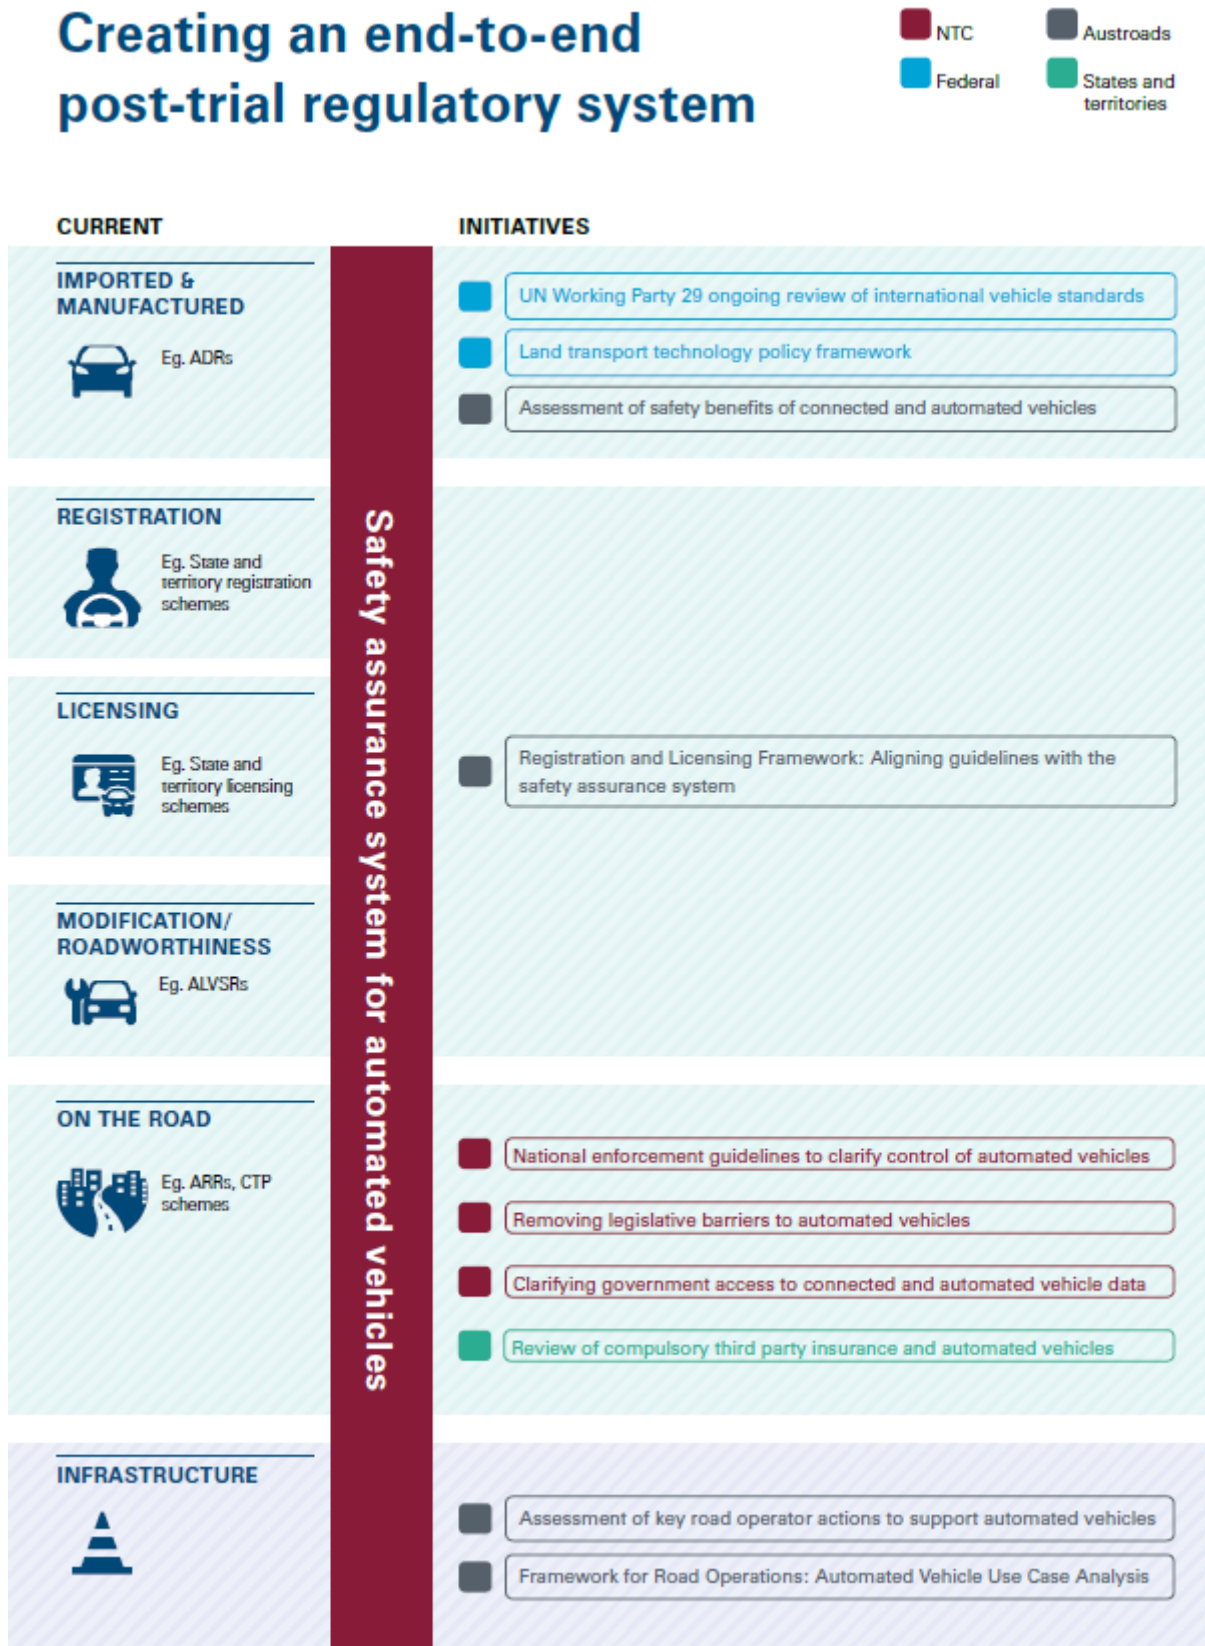 Creating an end-to-end
post-trial regulatory system
NTC
Austroads
Federal
States and
territories
CURRENT
INITIATIVES
IMPORTED &
MANUFACTURED
Eg. ADRs
UN Working Party 29 ongoing review of international vehicle standards
Land transport technology policy framework
Assessment of safety benefits of connected and automated vehicles
Safety assurance system for automated vehicles
REGISTRATION
Eg. State and
territory registration
schemes
LICENSING
Eg. State and
territory licensing
schemes
Registration and Licensing Framework: Aligning guidelines with the
safety assurance system
MODIFICATION/
ROADWORTHINESS
Eg. ALVSRs
ON THE ROAD
Eg. ARRs, CTP
schemes
National enforcement guidelines to clarify control of automated vehicles
Removing legislative barriers to automated vehicles
Clarifying government access to connected and automated vehicle data
Review of compulsory third party insurance and automated vehicles
INFRASTRUCTURE
Assessment of key road operator actions to support automated vehicles
Framework for Road Operations: Automated Vehicle Use Case Analysis